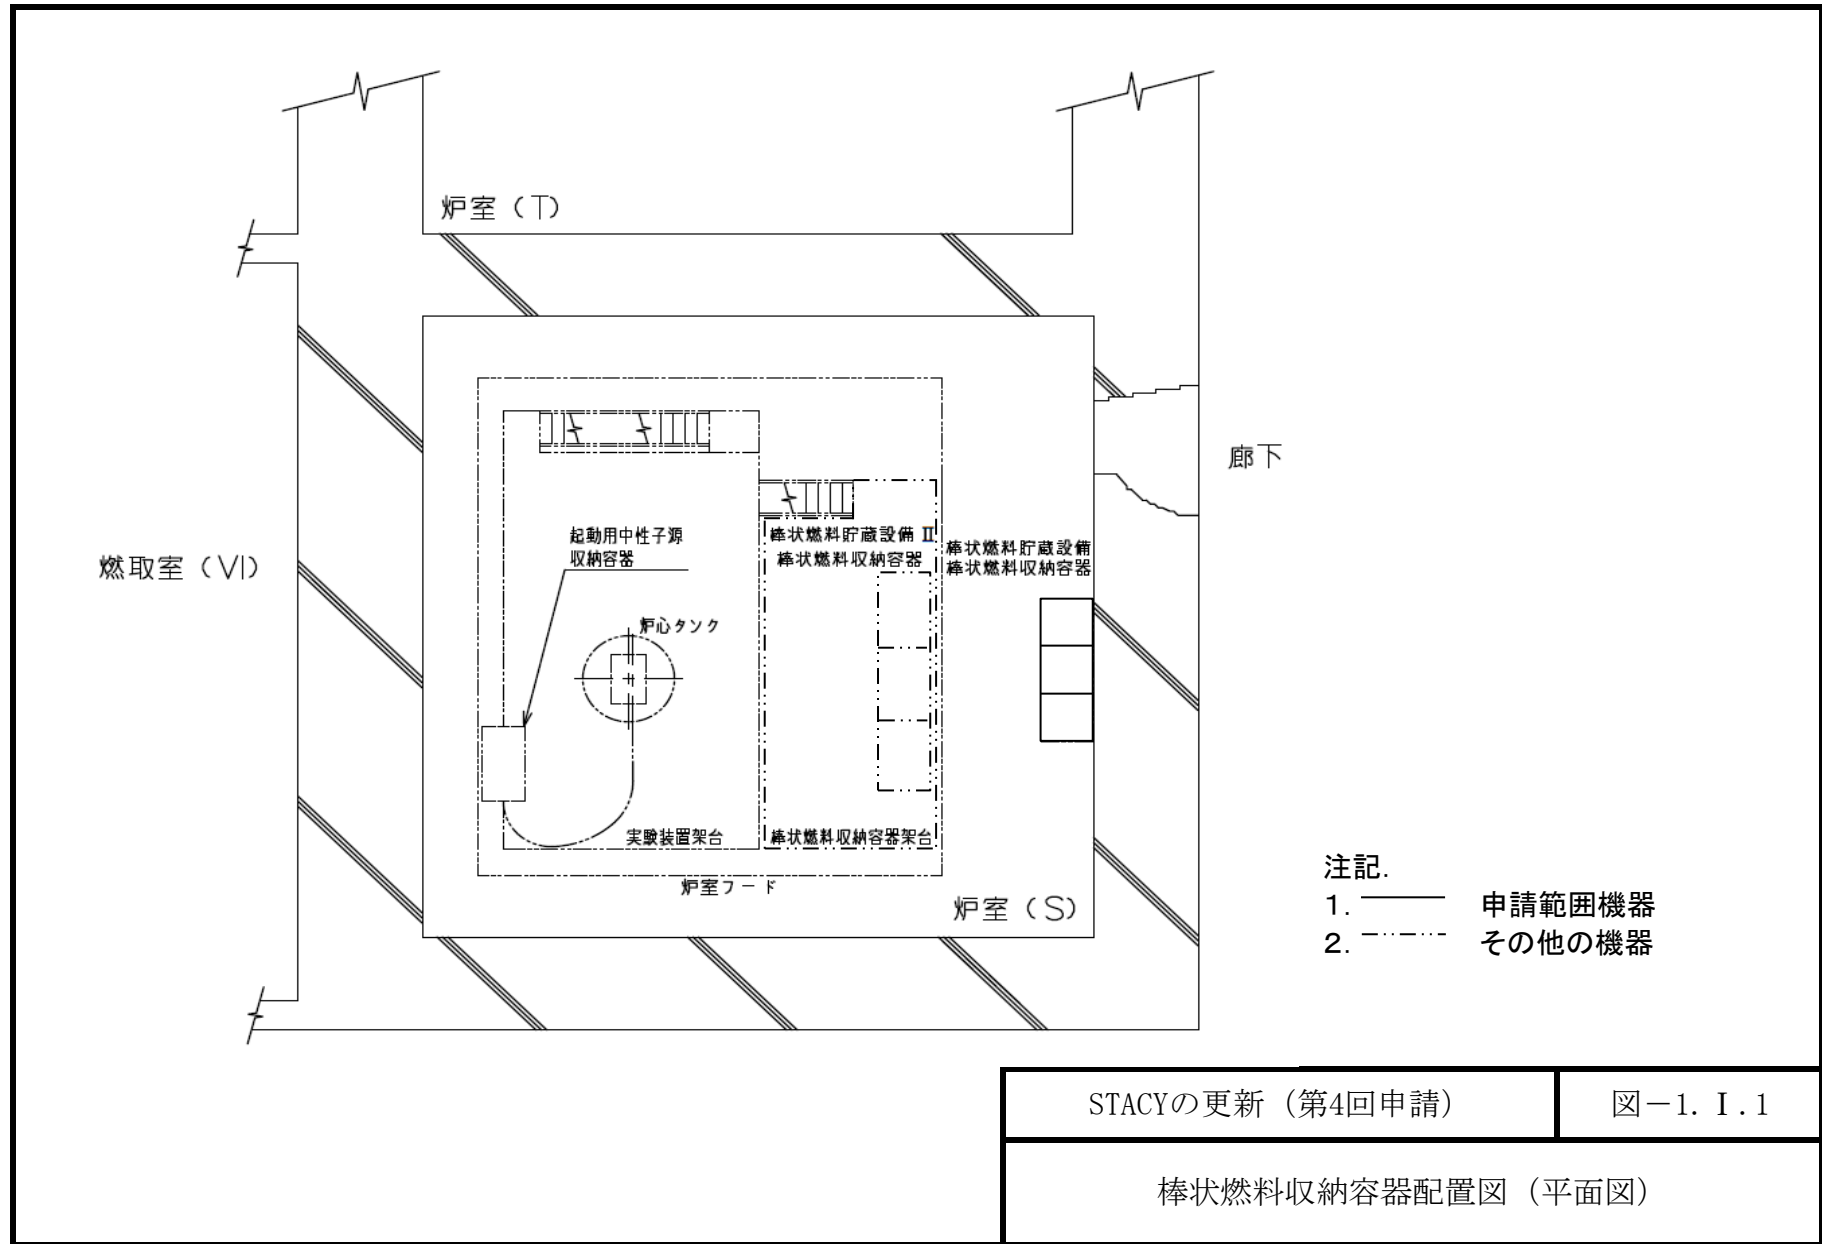 炉室（T）
廊下
起動用中性子源
収納容器
棒状燃料貯蔵設備 Ⅱ
棒状燃料収納容器
棒状燃料貯蔵設備
棒状燃料収納容器
燃取室（Ⅵ）
炉心タンク
実験装置架台
棒状燃料収納容器架台
炉室フード
炉室（S）
注記.
1. 申請範囲機器
2. その他の機器
STACYの更新（第4回申請）
図－1.Ⅰ.1
棒状燃料収納容器配置図（平面図）